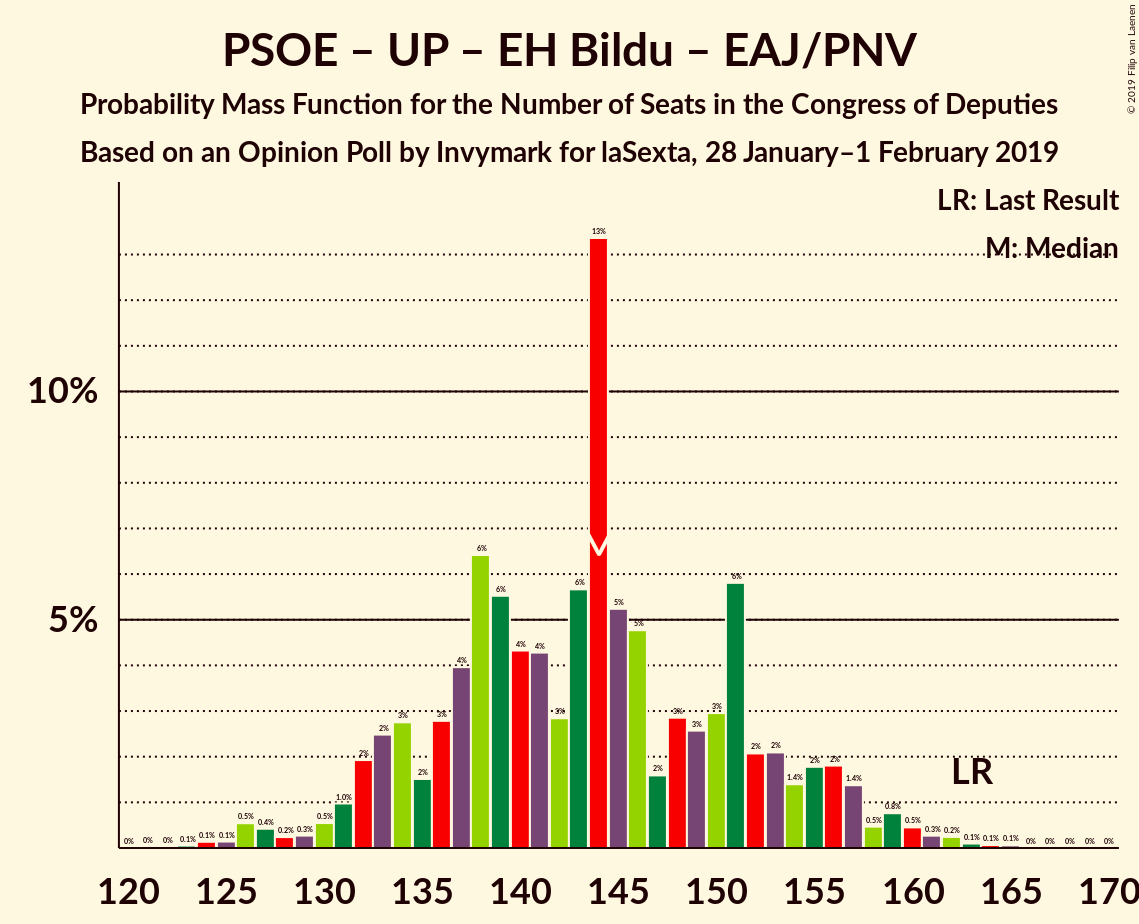 PSOE – UP – EH Bildu – EAJ/PNV
Probability Mass Function for the Number of Seats in the Congress of Deputies
Based on an Opinion Poll by Invymark for laSexta, 28 January–1 February 2019
© 2019 Filip van Laenen
LR: Last Result
M: Median
10%
5%
0% 0% 0% 0.1% 0.1% 0.1% 0.5% 0.4% 0.2% 0.3% 0.5% 1.0% 2% 2% 3% 2% 3% 4% 6% 6% 4% 4% 3% 6% 13% 5% 5% 2% 3% 3% 3% 6% 2% 2% 1.4% 2% 2% 1.4% 0.5% 0.8% 0.5% 0.3% 0.2% 0.1% 0.1% 0.1% 0% 0% 0% 0% 0%
LR
120 125 130 135 140 145 150 155 160 165 170